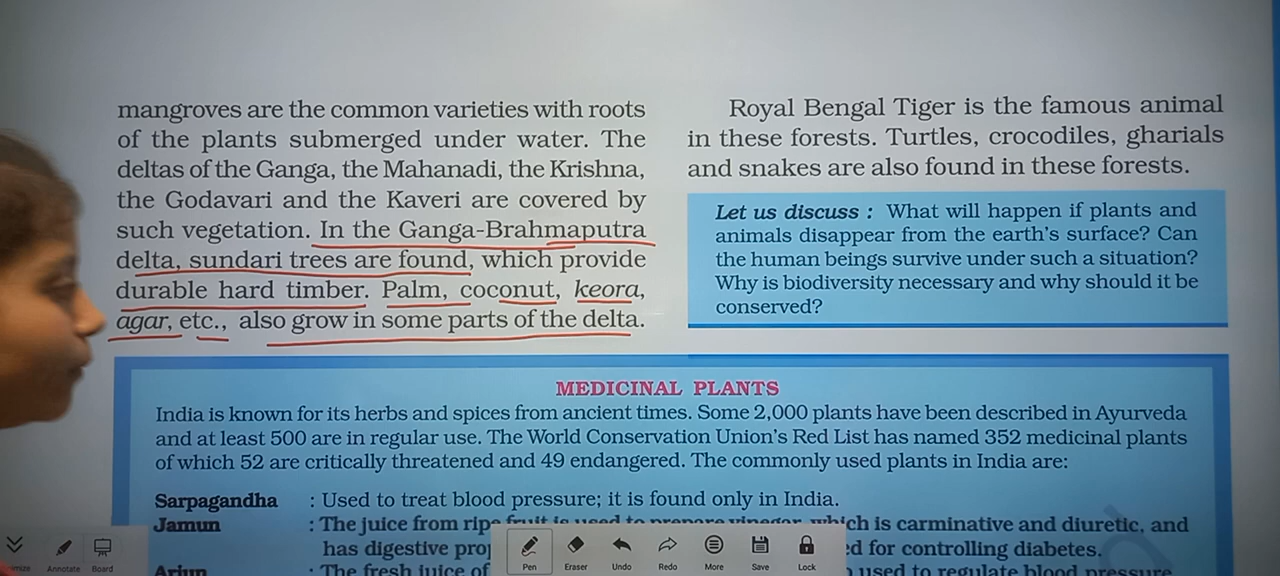 mangroves are the common varieties with roots
of the plants submerged under water. The
deltas of the Ganga, the Mahanadi, the Krishna,
the Godavari and the Kaveri are covered by
such vegetation. In the Ganga-Brahmaputra
delta, sundari trees are found, which provide
durable hard timber. Palm, coconut, keora,
agar, etc., also grow in some parts of the delta.
Royal Bengal Tiger is the famous animal
in these forests. Turtles, crocodiles, gharials
and snakes are also found in these forests.
Let us discuss : What will happen if plants and
animals disappear from the earth's surface? Can
the human beings survive under such a situation?
Why is biodiversity necessary and why should it be
conserved?
MEDICINAL PLANTS
India is known for its herbs and spices from ancient times. Some 2,000 plants have been described in Ayurveda
and at least 500 are in regular use. The World Conservation Union's Red List has named 352 medicinal plants
of which 52 are critically threatened and 49 endangered. The commonly used plants in India are:
Sarpagandha : Used to treat blood pressure; it is found only in India.
Jamun : The juice from ripe fruit is used to prepare vinegar, which is carminative and diuretic, and
has digestive for controlling diabetes.
Arjun : The fresh juice of used to regulate blood pressure
Annotate Board Pen Eraser Undo Redo More Save Lock